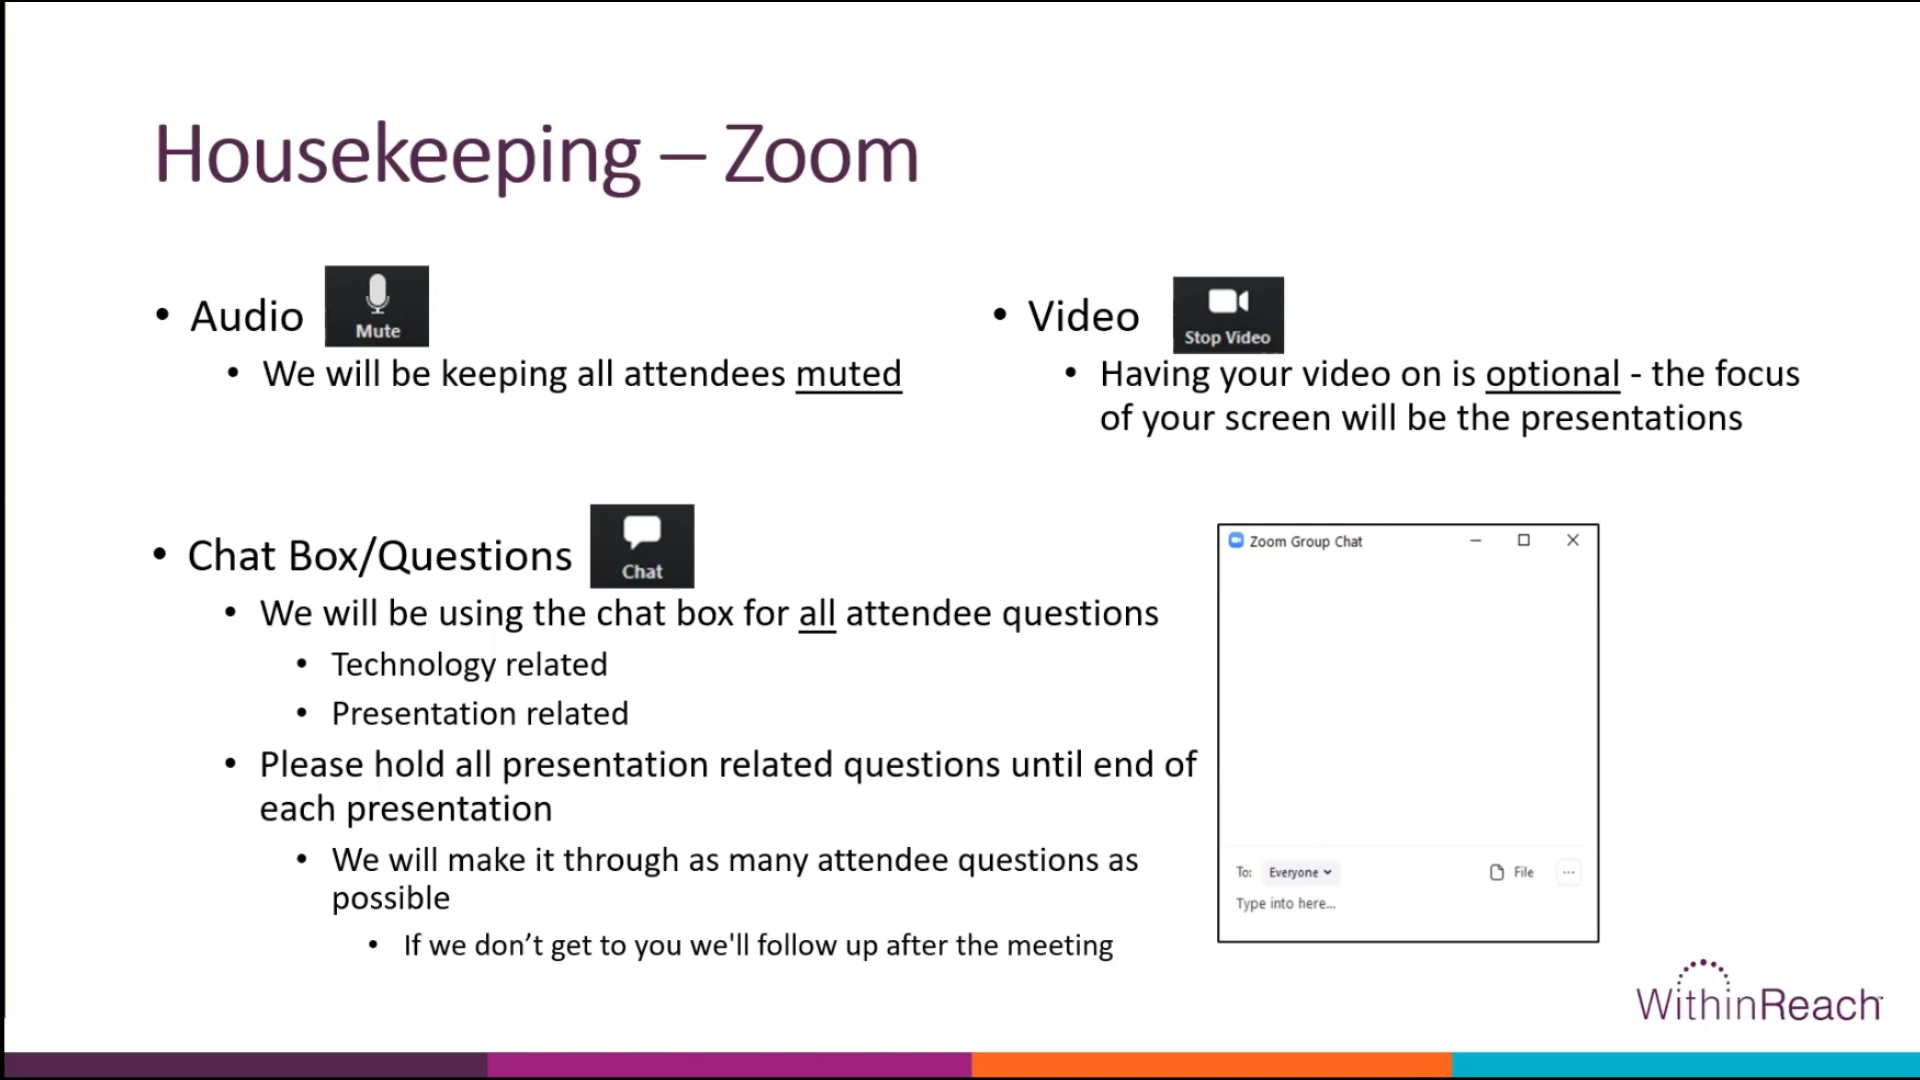 Housekeeping – Zoom
• Audio
Mute
• We will be keeping all attendees muted
• Video
Stop Video
• Having your video on is optional - the focus
of your screen will be the presentations
• Chat Box/Questions
Chat
• We will be using the chat box for all attendee questions
• Technology related
• Presentation related
• Please hold all presentation related questions until end of
each presentation
• We will make it through as many attendee questions as
possible
• If we don’t get to you we'll follow up after the meeting
Zoom Group Chat
To: Everyone
File
...
Type into here...
WithinReach